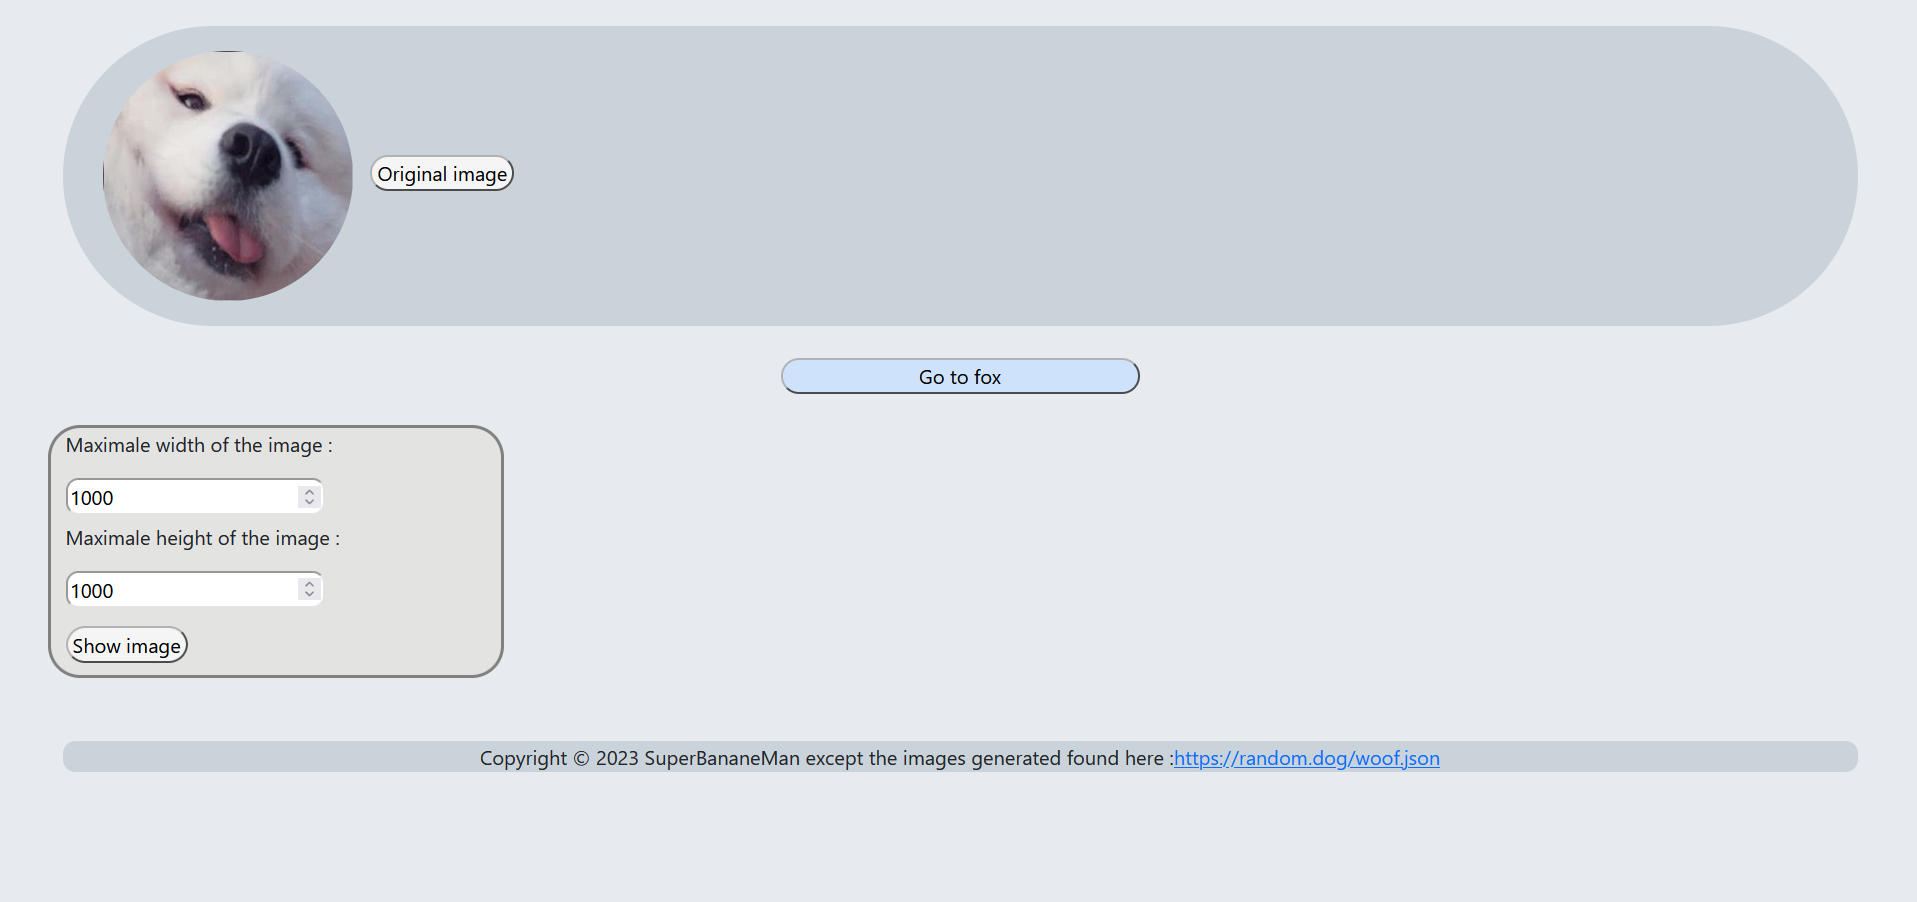 Original image
Go to fox
Maximale width of the image :
1000
Maximale height of the image :
1000
Show image
Copyright © 2023 SuperBananeMan except the images generated found here :https://random.dog/woof.json